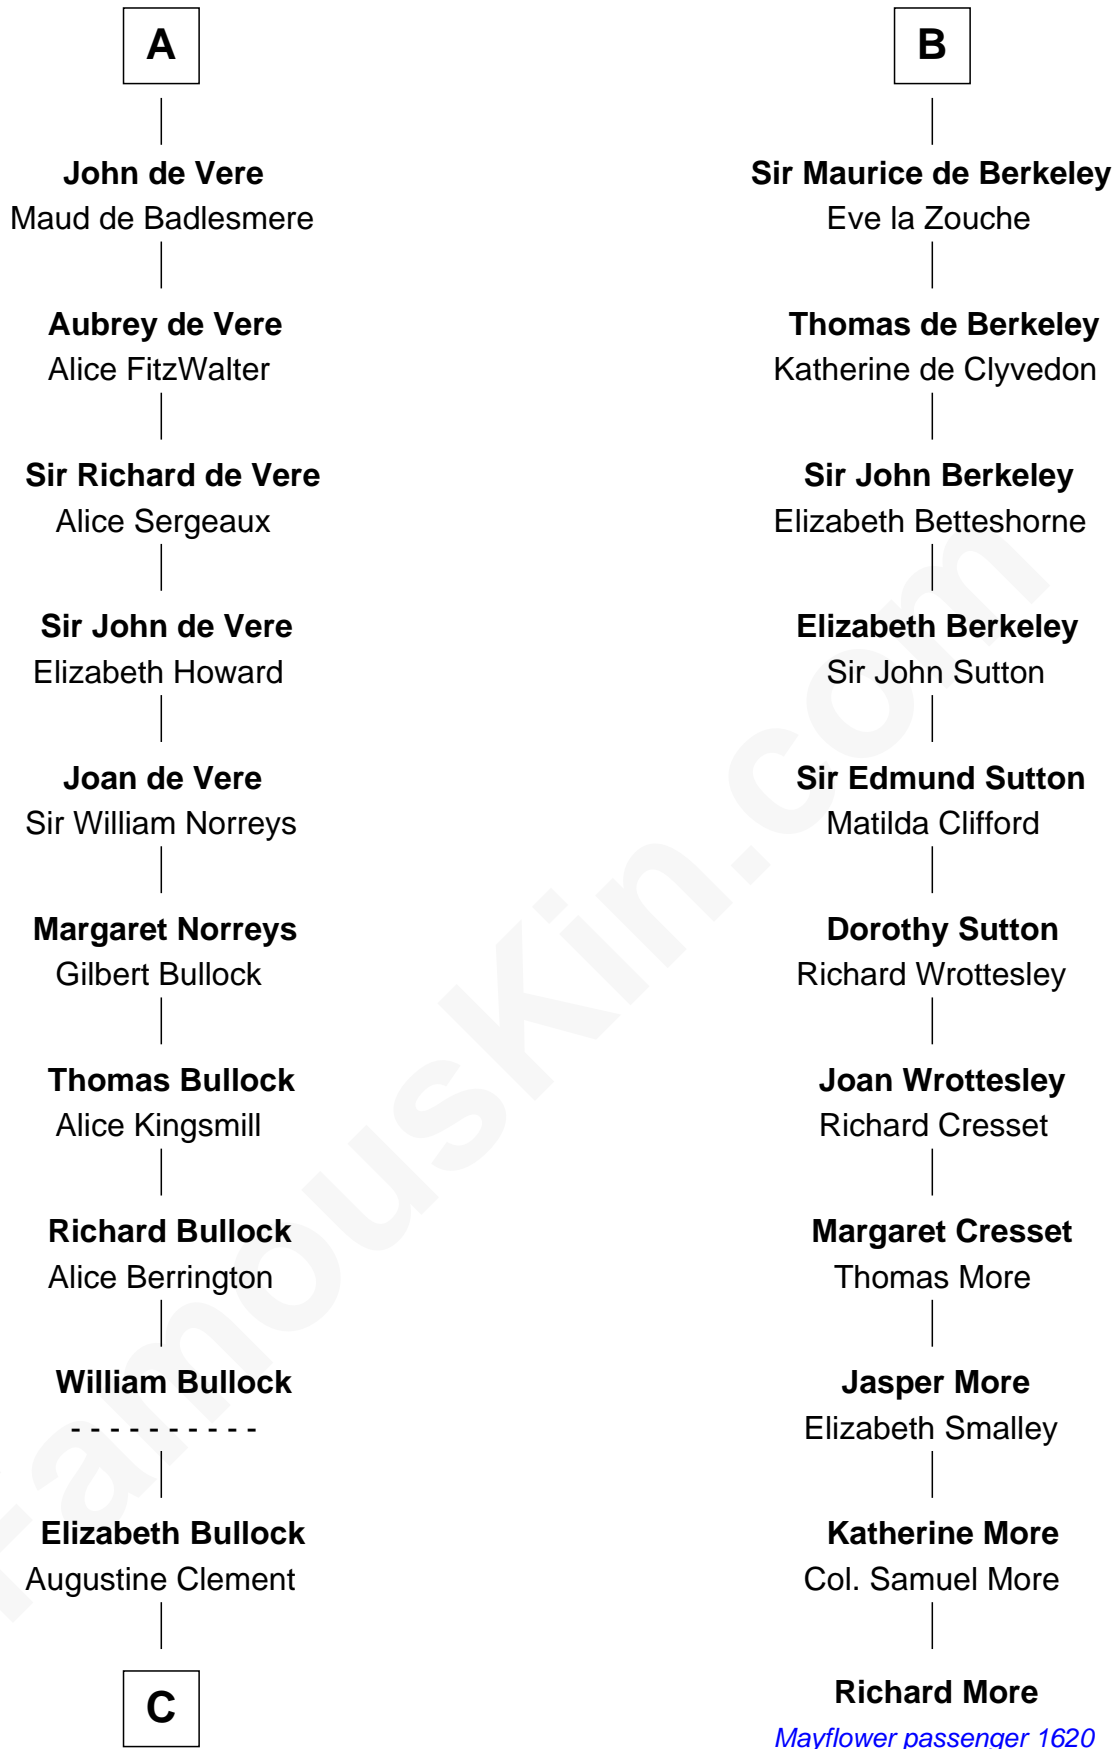 A
John de Vere
Maud de Badlesmere
Aubrey de Vere
Alice FitzWalter
Sir Richard de Vere
Alice Sergeaux
Sir John de Vere
Elizabeth Howard
Joan de Vere
Sir William Norreys
Margaret Norreys
Gilbert Bullock
Thomas Bullock
Alice Kingsmill
Richard Bullock
Alice Berrington
William Bullock
- - - - - - - - - -
Elizabeth Bullock
Augustine Clement
C
B
Sir Maurice de Berkeley
Eve la Zouche
Thomas de Berkeley
Katherine de Clyvedon
Sir John Berkeley
Elizabeth Betteshorne
Elizabeth Berkeley
Sir John Sutton
Sir Edmund Sutton
Matilda Clifford
Dorothy Sutton
Richard Wrottesley
Joan Wrottesley
Richard Cresset
Margaret Cresset
Thomas More
Jasper More
Elizabeth Smalley
Katherine More
Col. Samuel More
Richard More
Mayflower passenger 1620
FamousKin.com